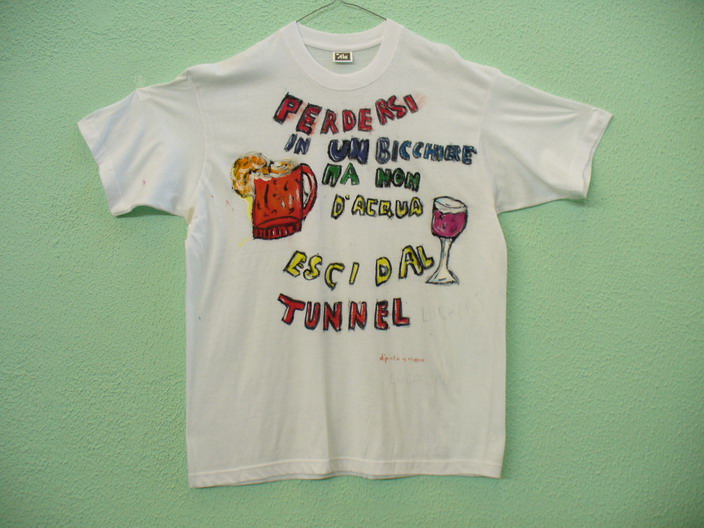 PERDERSI
IN UN BICCHIERE
MA NON
D'ACQUA
ESCI DAL
TUNNEL